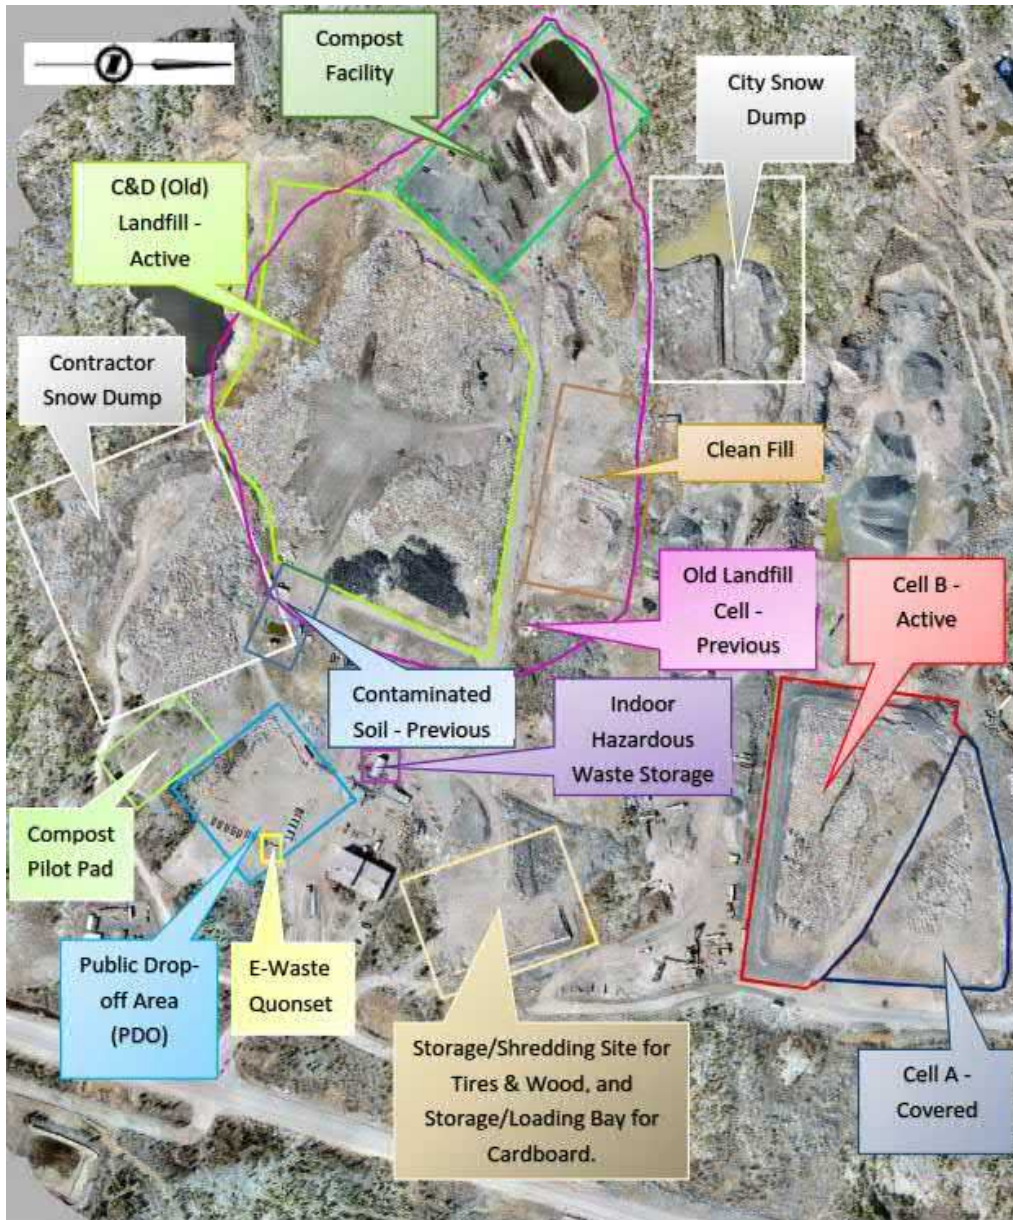 Compost
Facility
City Snow
Dump
C&D (Old)
Landfill -
Active
Contractor
Snow Dump
Clean Fill
Old Landfill
Cell -
Previous
Cell B -
Active
Contaminated
Soil - Previous
Indoor
Hazardous
Waste Storage
Compost
Pilot Pad
Public Drop-
off Area
(PDO)
E-Waste
Quonset
Storage/Shredding Site for
Tires & Wood, and
Storage/Loading Bay for
Cardboard.
Cell A -
Covered